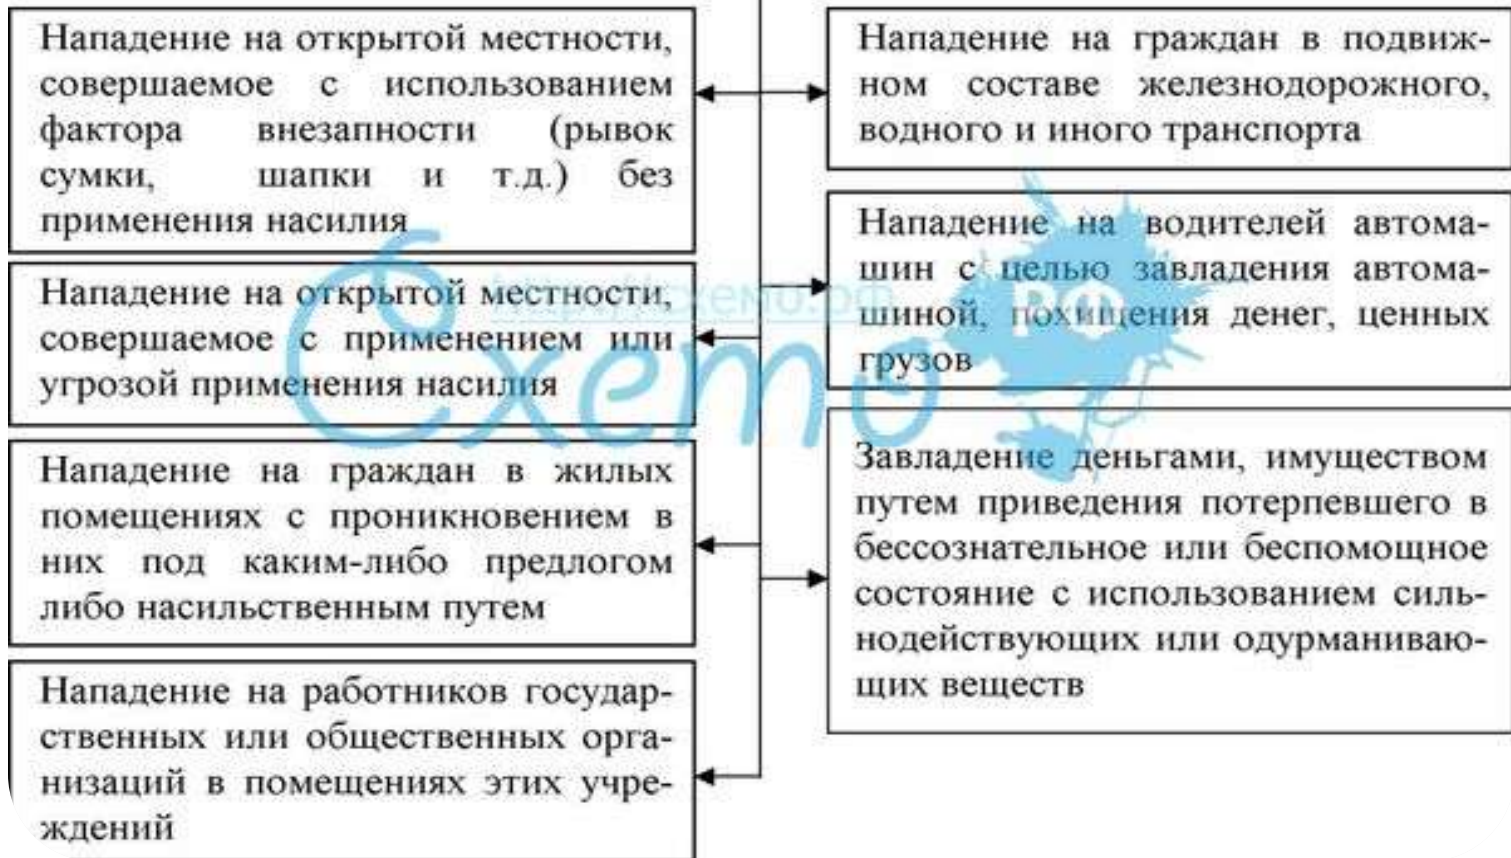 Нападение на открытой местности,
совершаемое с использованием
фактора внезапности (рывок
сумки, шапки и т.д.) без
применения насилия
Нападение на открытой местности,
совершаемое с применением или
угрозой применения насилия
Нападение на граждан в жилых
помещениях с проникновением в
них под каким-либо предлогом
либо насильственным путем
Нападение на работников государ-
ственных или общественных орга-
низаций в помещениях этих учре-
ждений
Нападение на граждан в подвиж-
ном составе железнодорожного,
водного и иного транспорта
Нападение на водителей автома-
шин с целью завладения автома-
шиной, похищения денег, ценных
грузов
Завладение деньгами, имуществом
путем приведения потерпевшего в
бессознательное или беспомощное
состояние с использованием силь-
нодействующих или одурманиваю-
щих веществ
http://схемо.рф
Схемо РФ